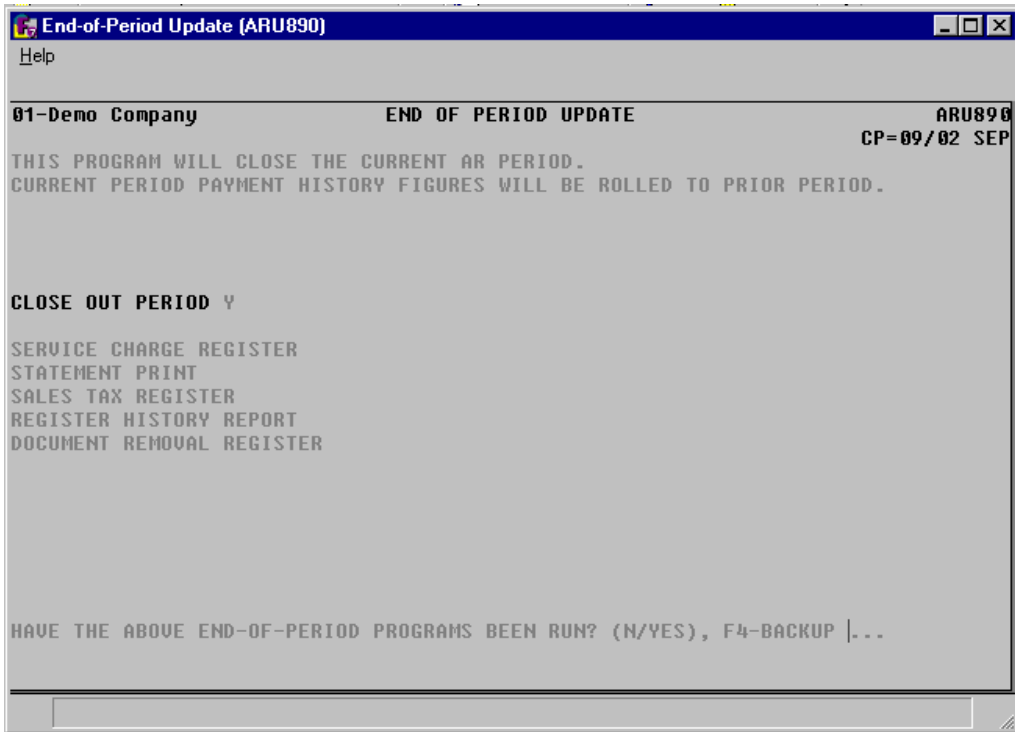 End-of-Period Update (ARU890)
Help
01-Demo Company END OF PERIOD UPDATE ARU890
CP=09/02 SEP
THIS PROGRAM WILL CLOSE THE CURRENT AR PERIOD.
CURRENT PERIOD PAYMENT HISTORY FIGURES WILL BE ROLLED TO PRIOR PERIOD.
CLOSE OUT PERIOD Y
SERVICE CHARGE REGISTER
STATEMENT PRINT
SALES TAX REGISTER
REGISTER HISTORY REPORT
DOCUMENT REMOVAL REGISTER
HAVE THE ABOVE END-OF-PERIOD PROGRAMS BEEN RUN? (N/YES), F4-BACKUP ...